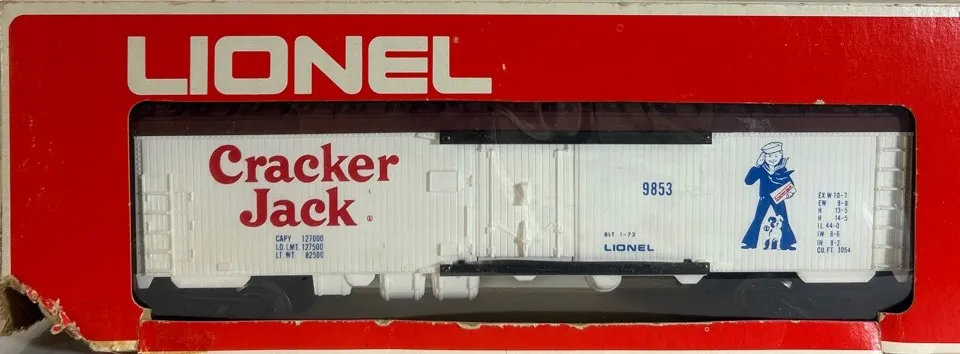 LIONEL
Cracker
Jack
CAPY 127000
LD. LMT. 127500
LT. WT. 82500
9853
BLT 1-73
LIONEL
EX W 10-7
EW 9-8
H 13-5
H 14-5
IL 44-0
IW 8-6
IH 8-2
CU. FT. 3054